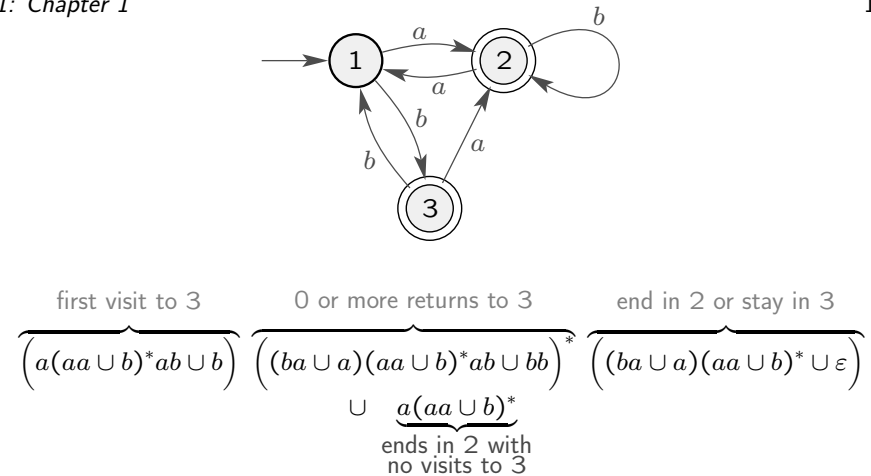 1: Chapter 1
1
b
a
1
2
a
b
b
a
3
first visit to 3 0 or more returns to 3 end in 2 or stay in 3
(a(aa ∪ b)*ab ∪ b) ((ba ∪ a)(aa ∪ b)*ab ∪ bb)* ((ba ∪ a)(aa ∪ b)* ∪ ε)
∪ a(aa ∪ b)*
ends in 2 with
no visits to 3